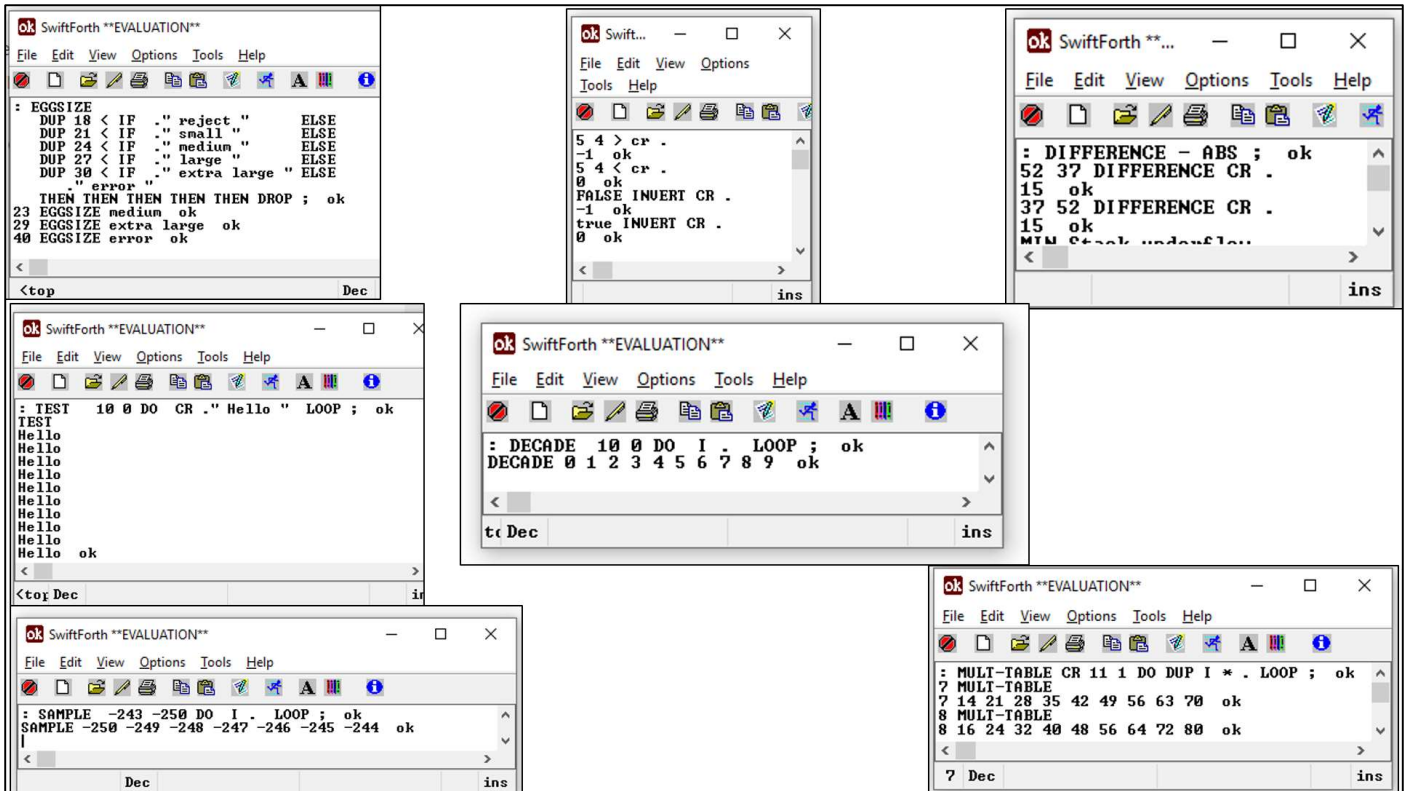 SwiftForth **EVALUATION**
File Edit View Options Tools Help
: EGGSIZE
DUP 18 < IF ." reject " ELSE
DUP 21 < IF ." small " ELSE
DUP 24 < IF ." medium " ELSE
DUP 27 < IF ." large " ELSE
DUP 30 < IF ." extra large " ELSE
." error "
THEN THEN THEN THEN THEN DROP ; ok
23 EGGSIZE medium ok
29 EGGSIZE extra large ok
40 EGGSIZE error ok
<top Dec
Swift...
File Edit View Options
Tools Help
5 4 > cr .
-1 ok
5 4 < cr .
0 ok
FALSE INVERT CR .
-1 ok
true INVERT CR .
0 ok
ins
SwiftForth **...
File Edit View Options Tools Help
: DIFFERENCE - ABS ; ok
52 37 DIFFERENCE CR .
15 ok
37 52 DIFFERENCE CR .
15 ok
MIN Stack underflow
ins
SwiftForth **EVALUATION**
File Edit View Options Tools Help
: TEST 10 0 DO CR ." Hello " LOOP ; ok
TEST
Hello
Hello
Hello
Hello
Hello
Hello
Hello
Hello
Hello
Hello ok
<top Dec
SwiftForth **EVALUATION**
File Edit View Options Tools Help
: DECADE 10 0 DO I . LOOP ; ok
DECADE 0 1 2 3 4 5 6 7 8 9 ok
Dec ins
SwiftForth **EVALUATION**
File Edit View Options Tools Help
: SAMPLE -243 -250 DO I . LOOP ; ok
SAMPLE -250 -249 -248 -247 -246 -245 -244 ok
Dec ins
SwiftForth **EVALUATION**
File Edit View Options Tools Help
: MULT-TABLE CR 11 1 DO DUP I * . LOOP ; ok
7 MULT-TABLE
7 14 21 28 35 42 49 56 63 70 ok
8 MULT-TABLE
8 16 24 32 40 48 56 64 72 80 ok
7 Dec ins